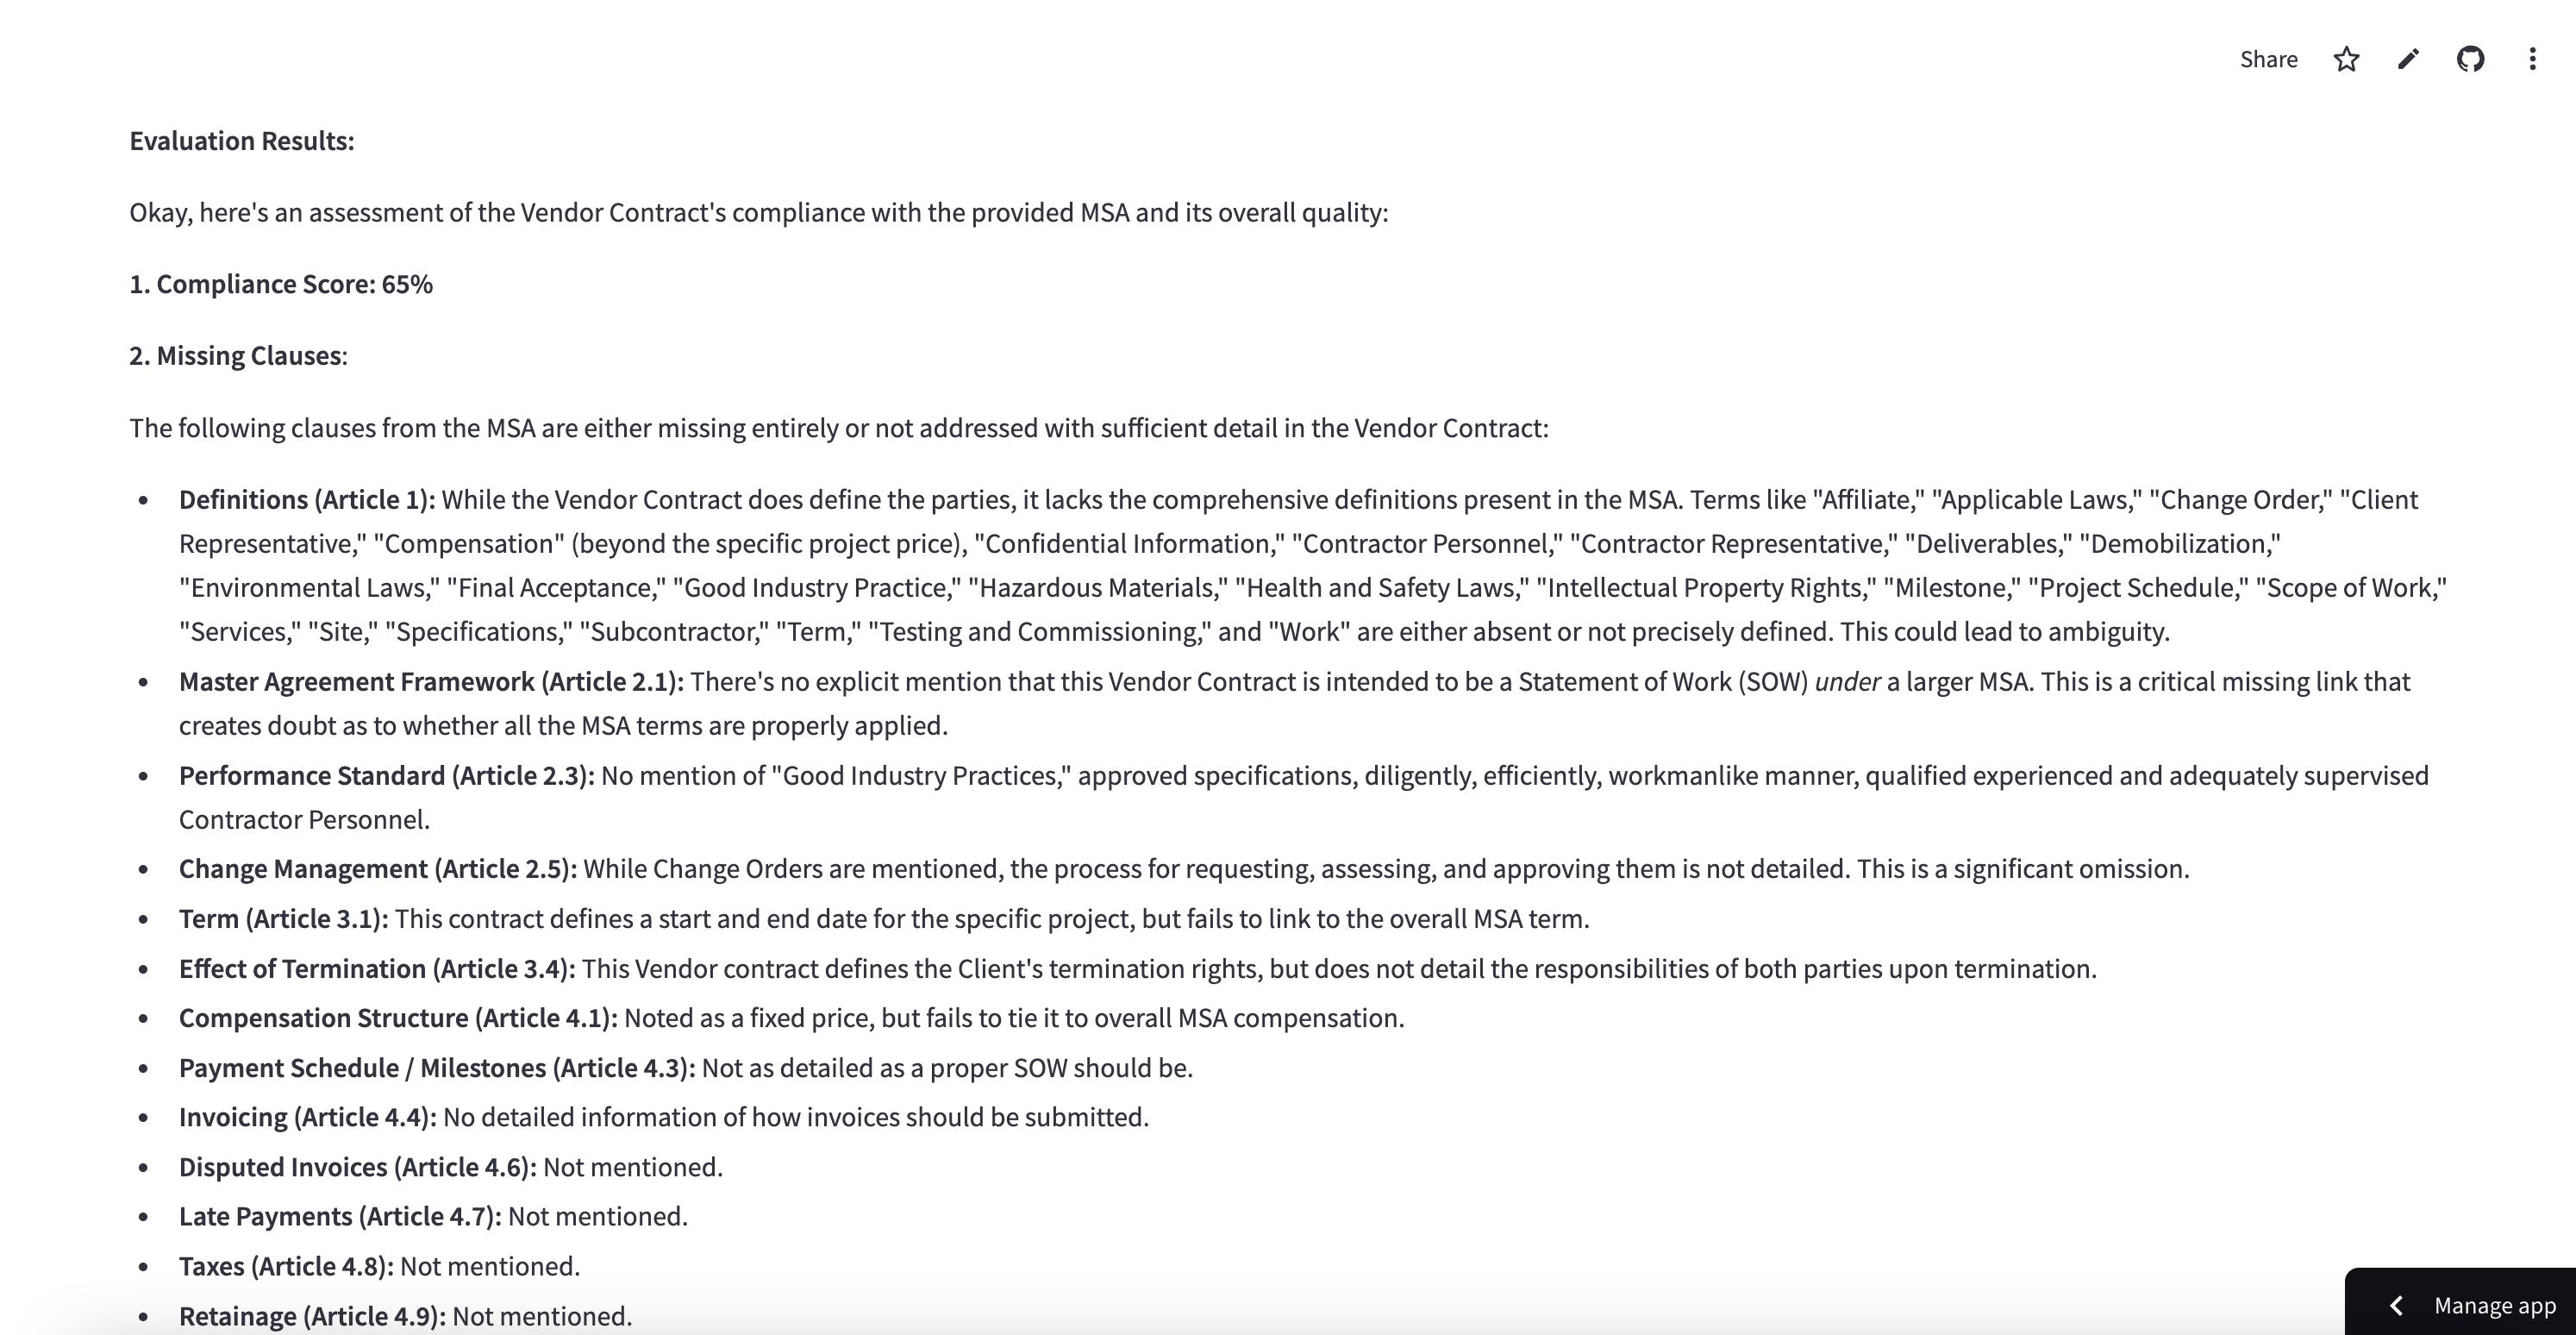 Share
Evaluation Results:
Okay, here's an assessment of the Vendor Contract's compliance with the provided MSA and its overall quality:
1. Compliance Score: 65%
2. Missing Clauses:
The following clauses from the MSA are either missing entirely or not addressed with sufficient detail in the Vendor Contract:
• Definitions (Article 1): While the Vendor Contract does define the parties, it lacks the comprehensive definitions present in the MSA. Terms like "Affiliate," "Applicable Laws," "Change Order," "Client
Representative," "Compensation" (beyond the specific project price), "Confidential Information," "Contractor Personnel," "Contractor Representative," "Deliverables," "Demobilization,"
"Environmental Laws," "Final Acceptance," "Good Industry Practice," "Hazardous Materials," "Health and Safety Laws," "Intellectual Property Rights," "Milestone," "Project Schedule," "Scope of Work,"
"Services," "Site," "Specifications," "Subcontractor," "Term," "Testing and Commissioning," and "Work" are either absent or not precisely defined. This could lead to ambiguity.
• Master Agreement Framework (Article 2.1): There's no explicit mention that this Vendor Contract is intended to be a Statement of Work (SOW) under a larger MSA. This is a critical missing link that
creates doubt as to whether all the MSA terms are properly applied.
• Performance Standard (Article 2.3): No mention of "Good Industry Practices," approved specifications, diligently, efficiently, workmanlike manner, qualified experienced and adequately supervised
Contractor Personnel.
• Change Management (Article 2.5): While Change Orders are mentioned, the process for requesting, assessing, and approving them is not detailed. This is a significant omission.
• Term (Article 3.1): This contract defines a start and end date for the specific project, but fails to link to the overall MSA term.
• Effect of Termination (Article 3.4): This Vendor contract defines the Client's termination rights, but does not detail the responsibilities of both parties upon termination.
• Compensation Structure (Article 4.1): Noted as a fixed price, but fails to tie it to overall MSA compensation.
• Payment Schedule / Milestones (Article 4.3): Not as detailed as a proper SOW should be.
• Invoicing (Article 4.4): No detailed information of how invoices should be submitted.
• Disputed Invoices (Article 4.6): Not mentioned.
• Late Payments (Article 4.7): Not mentioned.
• Taxes (Article 4.8): Not mentioned.
• Retainage (Article 4.9): Not mentioned.
Manage app